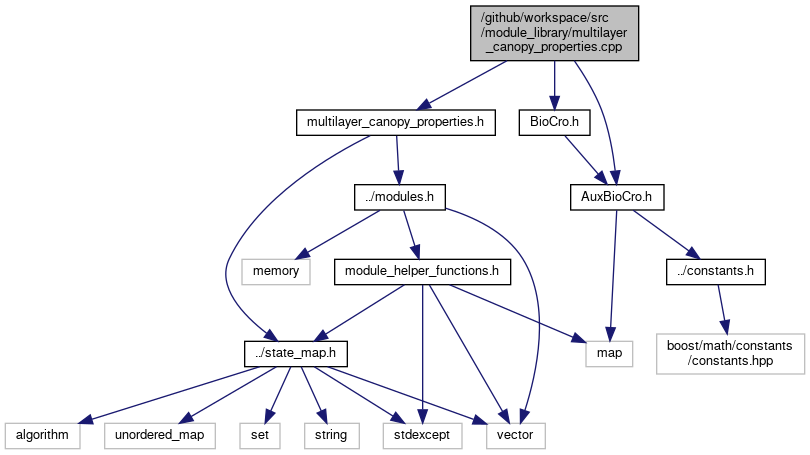 /github/workspace/src
/module_library/multilayer
_canopy_properties.cpp
multilayer_canopy_properties.h
BioCro.h
../modules.h
AuxBioCro.h
memory
module_helper_functions.h
../constants.h
../state_map.h
map
boost/math/constants
/constants.hpp
algorithm
unordered_map
set
string
stdexcept
vector